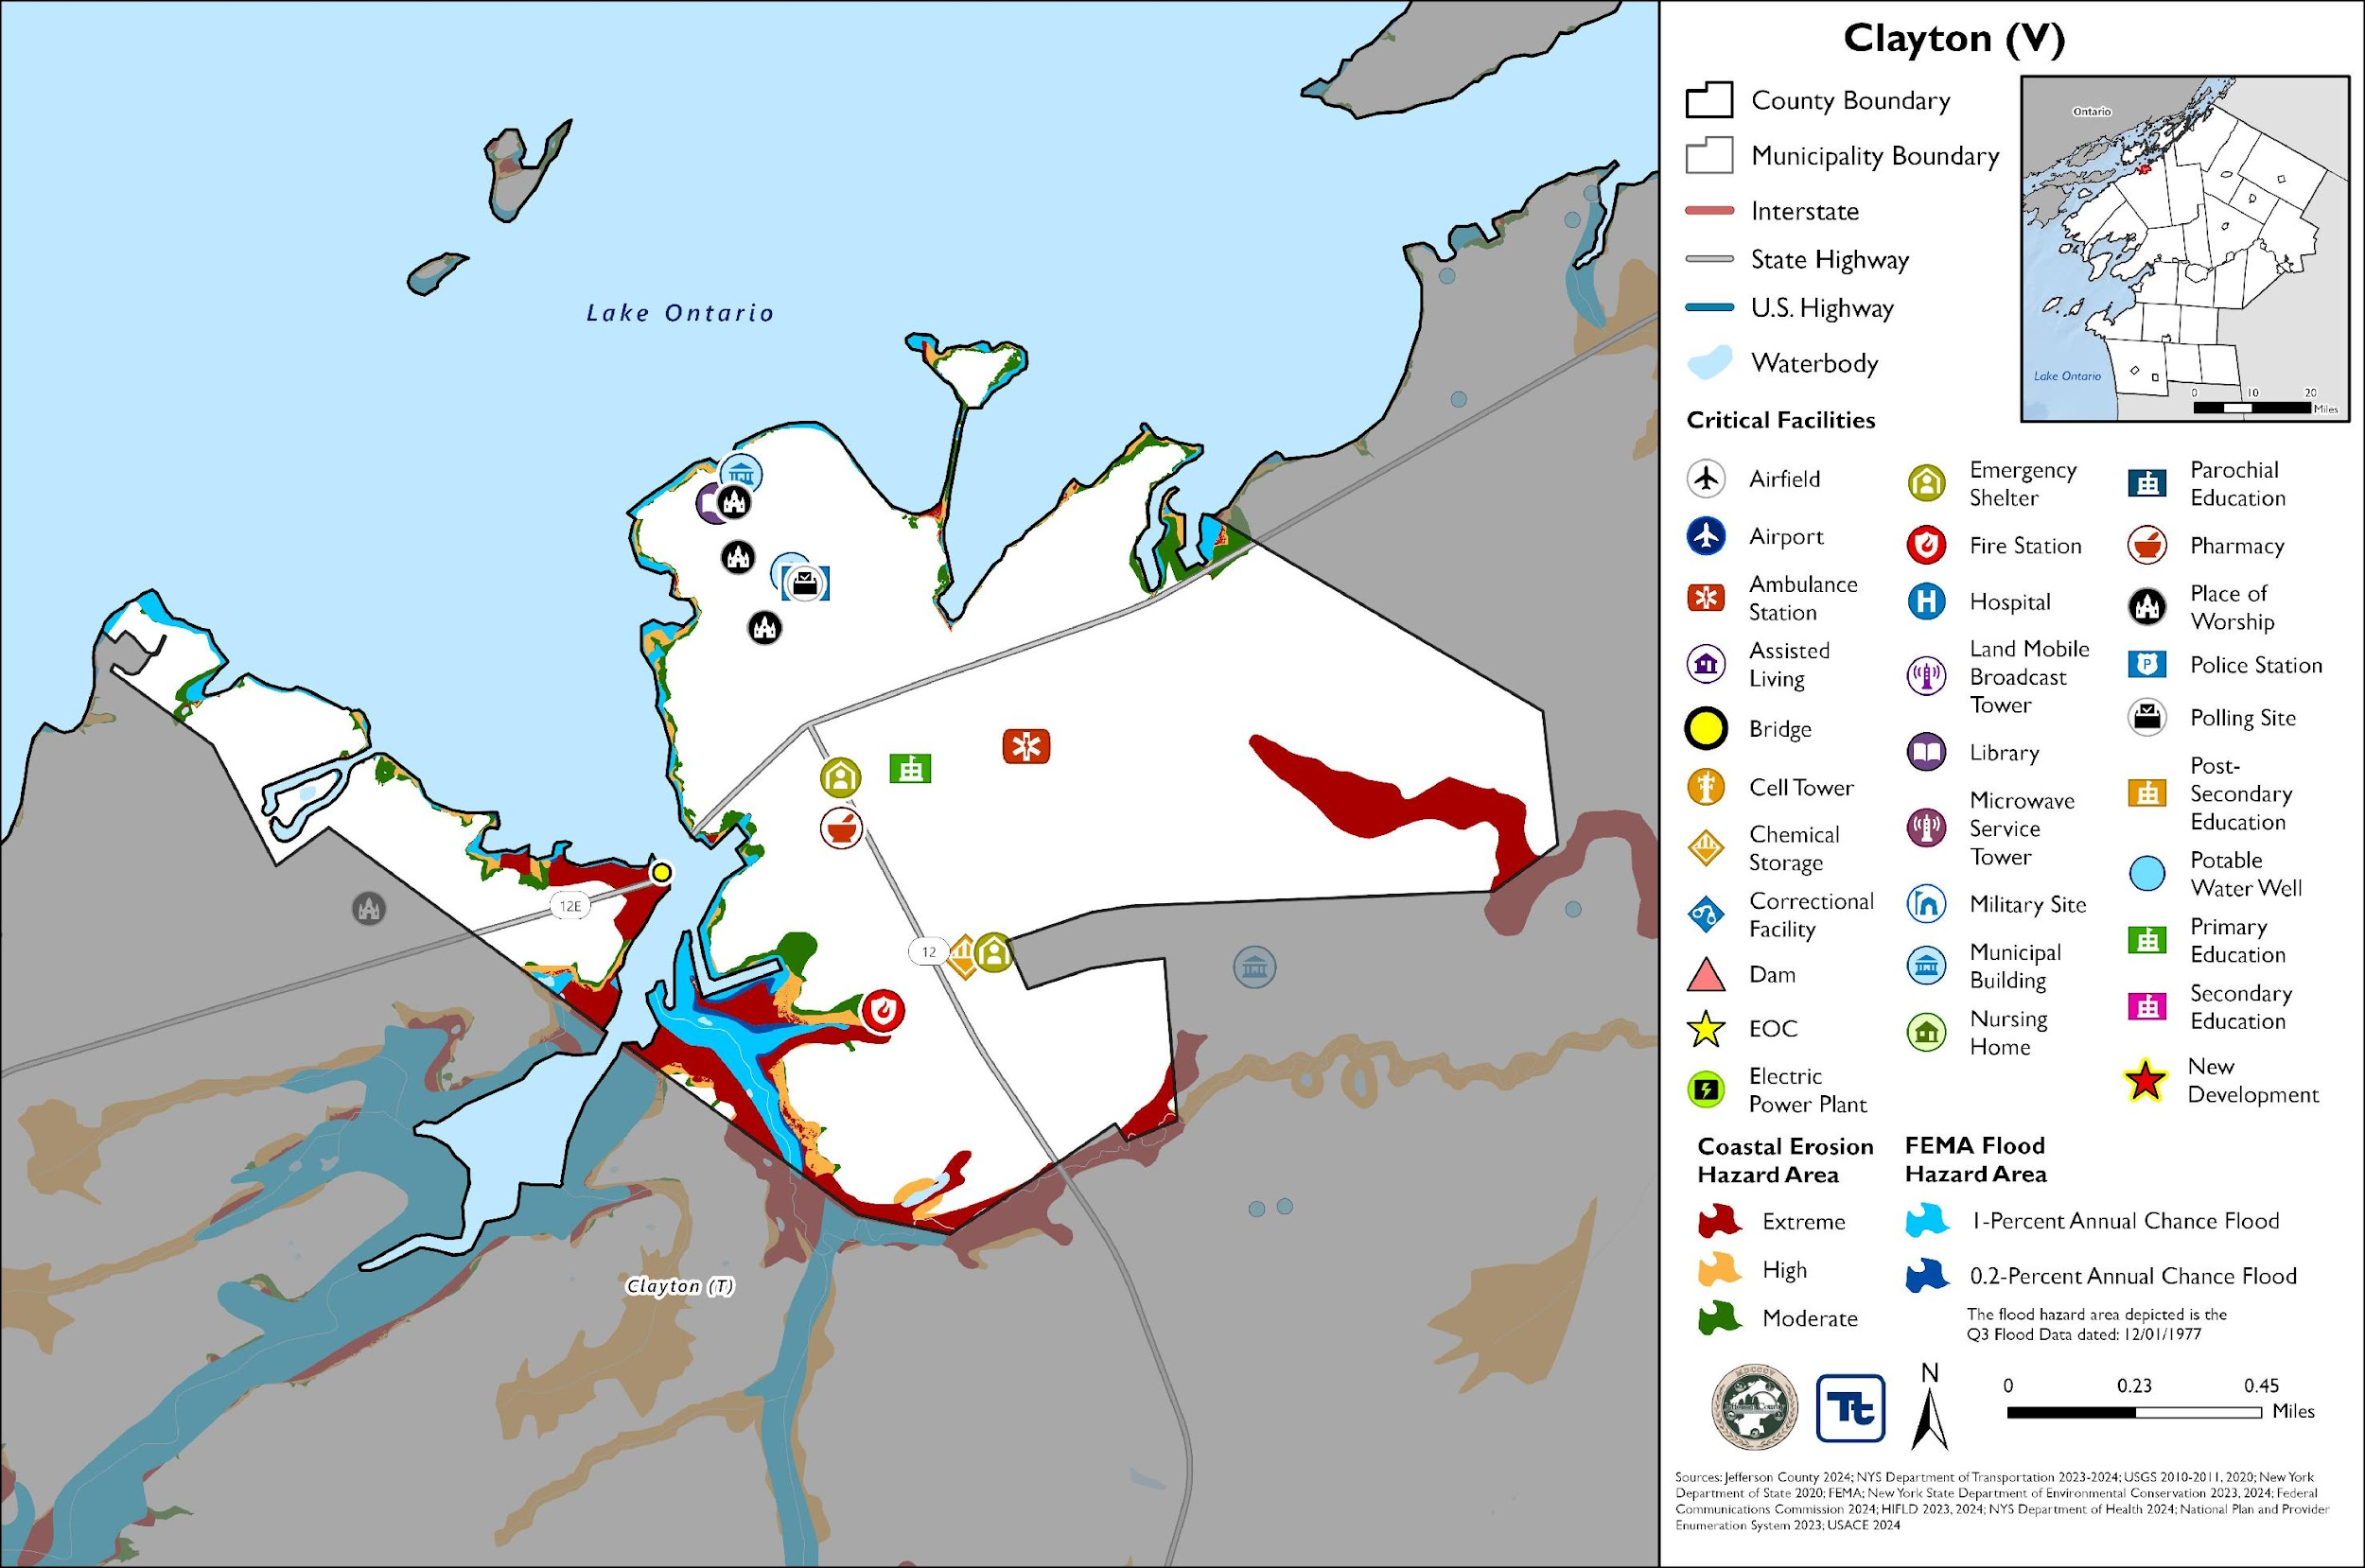 Clayton (V)
County Boundary
Municipality Boundary
Interstate
State Highway
U.S. Highway
Waterbody
Ontario
Lake Ontario
0 10 20
Miles
Critical Facilities
Airfield
Airport
Ambulance
Station
Assisted
Living
Bridge
Cell Tower
Chemical
Storage
Correctional
Facility
Dam
EOC
Electric
Power Plant
Emergency
Shelter
Fire Station
H
Hospital
Land Mobile
Broadcast
Tower
Library
Microwave
Service
Tower
Military Site
Municipal
Building
Nursing
Home
Parochial
Education
Pharmacy
Place of
Worship
P
Police Station
Polling Site
Post-
Secondary
Education
Potable
Water Well
Primary
Education
Secondary
Education
New
Development
Coastal Erosion
Hazard Area
Extreme
High
Moderate
FEMA Flood
Hazard Area
1-Percent Annual Chance Flood
0.2-Percent Annual Chance Flood
The flood hazard area depicted is the
Q3 Flood Data dated: 12/01/1977
Tt
N
0 0.23 0.45
Miles
Sources: Jefferson County 2024; NYS Department of Transportation 2023-2024; USGS 2010-2011, 2020; New York
Department of State 2020; FEMA; New York State Department of Environmental Conservation 2023, 2024; Federal
Communications Commission 2024; HIFLD 2023, 2024; NYS Department of Health 2024; National Plan and Provider
Enumeration System 2023; USACE 2024
Lake Ontario
12E
12
Clayton (T)